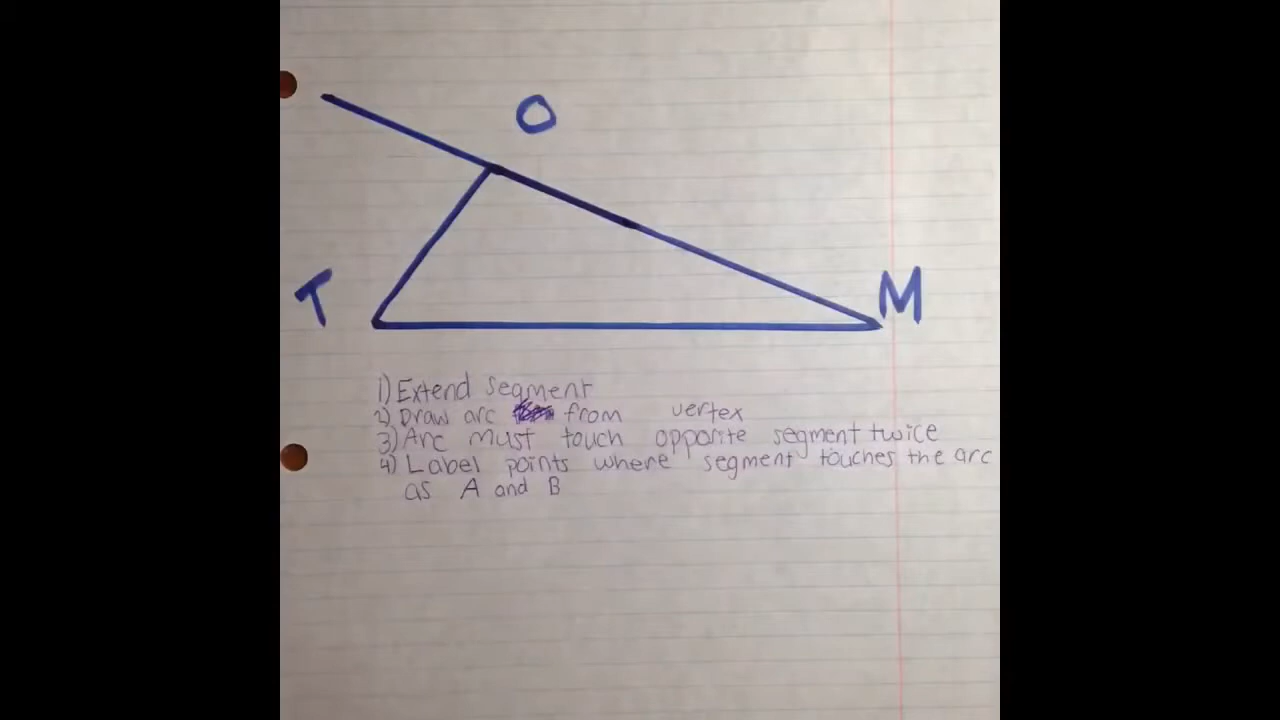 O
T
M
1) Extend segment
2) Draw arc from vertex
3) Arc must touch opposite segment twice
4) Label points where segment touches the arc
as A and B